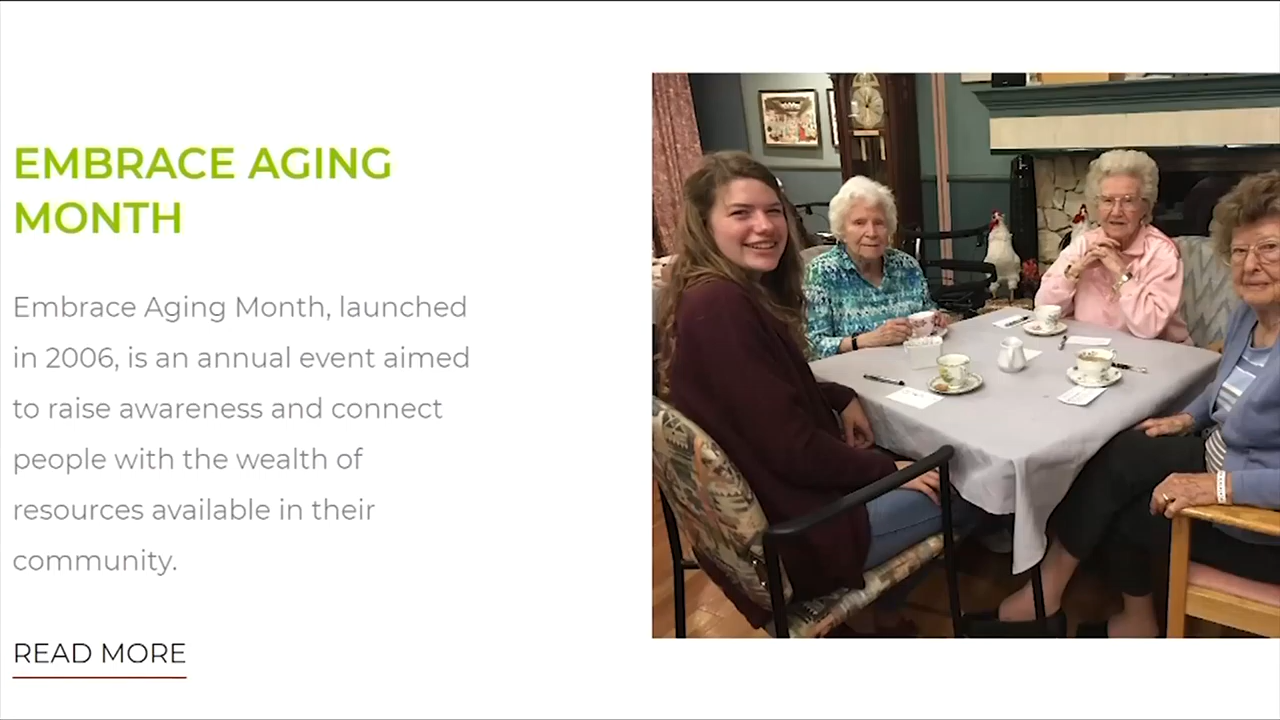 EMBRACE AGING
MONTH
Embrace Aging Month, launched
in 2006, is an annual event aimed
to raise awareness and connect
people with the wealth of
resources available in their
community.
READ MORE